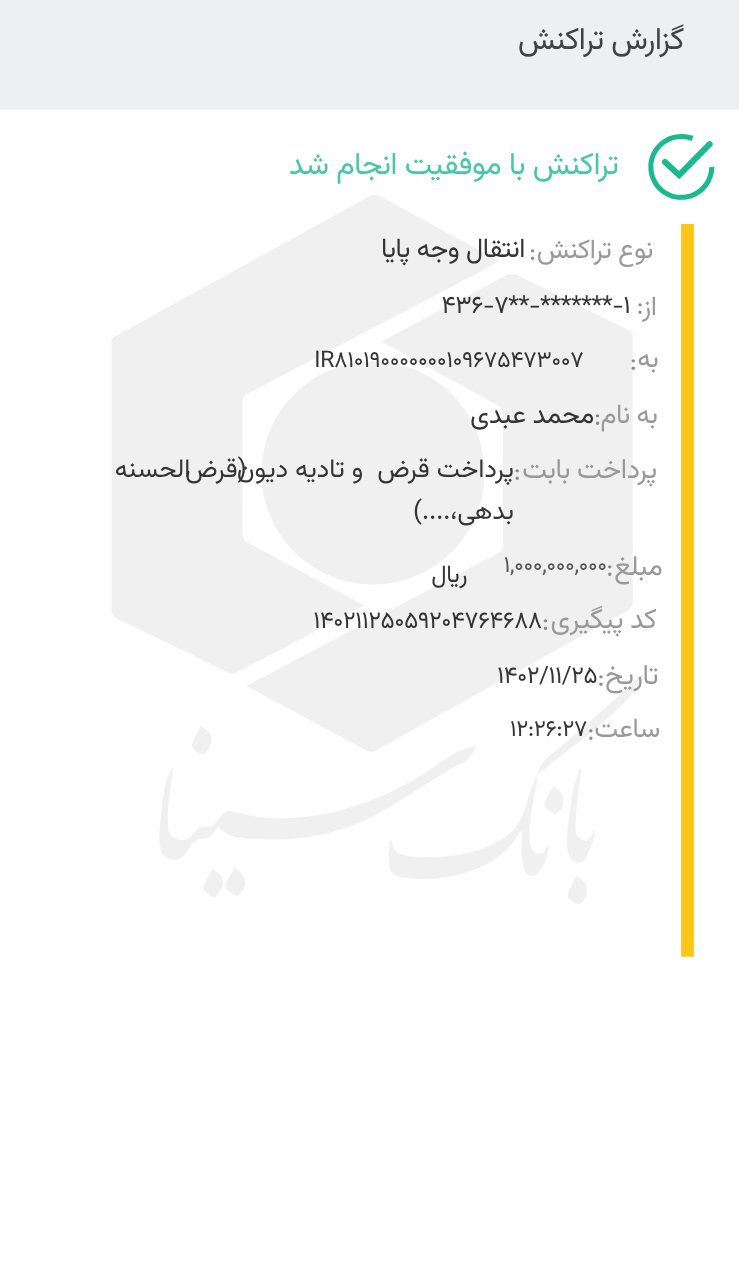 گزارش تراکنش
تراکنش با موفقیت انجام شد
نوع تراکنش: انتقال وجه پایا
از: ۴۳۶-۷**-*******-۱
به: IR۸۱۰۱۹۰۰۰۰۰۰۰۱۰۹۶۷۵۴۷۳۰۰۷
به نام:محمد عبدی
پرداخت بابت:پرداخت قرض و تادیه دیون(قرض‌الحسنه
بدهی،....)
مبلغ:۱,۰۰۰,۰۰۰,۰۰۰ ریال
کد پیگیری:۱۴۰۲۱۱۲۵۰۵۹۲۰۴۷۶۴۶۸۸
تاریخ:۱۴۰۲/۱۱/۲۵
ساعت:۱۲:۲۶:۲۷
بانک سینا